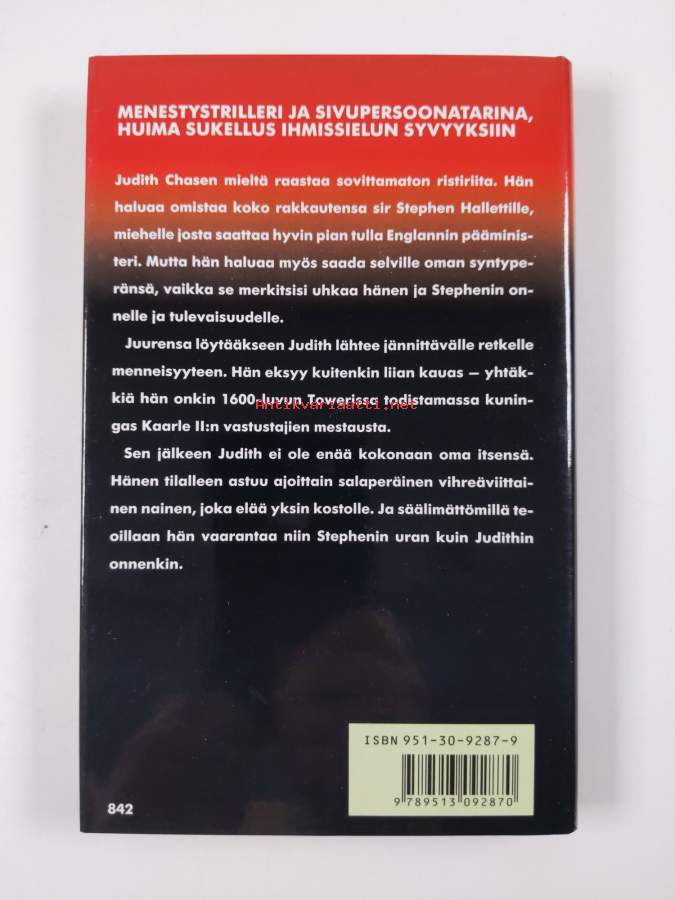 MENESTYSTRILLERI JA SIVUPERSOONATARINA,
HUIMA SUKELLUS IHMISSIELUN SYVYYKSIIN
Judith Chasen mieltä raastaa sovittamaton ristiriita. Hän
haluaa omistaa koko rakkautensa sir Stephen Hallettille,
miehelle josta saattaa hyvin pian tulla Englannin pääminis-
teri. Mutta hän haluaa myös saada selville oman syntype-
ränsä, vaikka se merkitsisi uhkaa hänen ja Stephenin on-
nelle ja tulevaisuudelle.
Juurensa löytääkseen Judith lähtee jännittävälle retkelle
menneisyyteen. Hän eksyy kuitenkin liian kauas – yhtäk-
kiä hän onkin 1600-luvun Towerissa todistamassa kunin-
Antikvariaatti.net
gas Kaarle II:n vastustajien mestausta.
Sen jälkeen Judith ei ole enää kokonaan oma itsensä.
Hänen tilalleen astuu ajoittain salaperäinen vihreäviittai-
nen nainen, joka elää yksin kostolle. Ja säälimättömillä te-
oillaan hän vaarantaa niin Stephenin uran kuin Judithin
onnenkin.
ISBN 951-30-9287-9
9 789513 092870
842